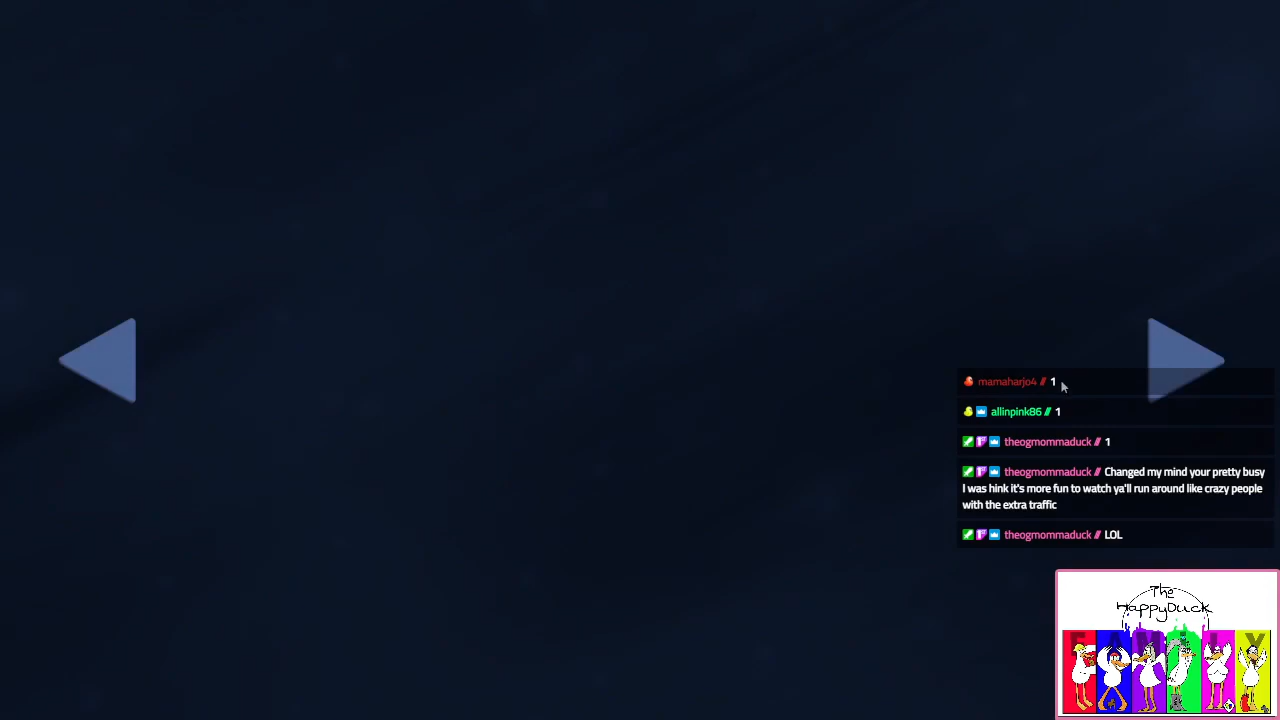 mamaharjo4 // 1
allinpink86 // 1
theogmommaduck // 1
theogmommaduck // Changed my mind your pretty busy
I was hink it's more fun to watch ya'll run around like crazy people
with the extra traffic
theogmommaduck // LOL
The
HappyDuck
FAMILY